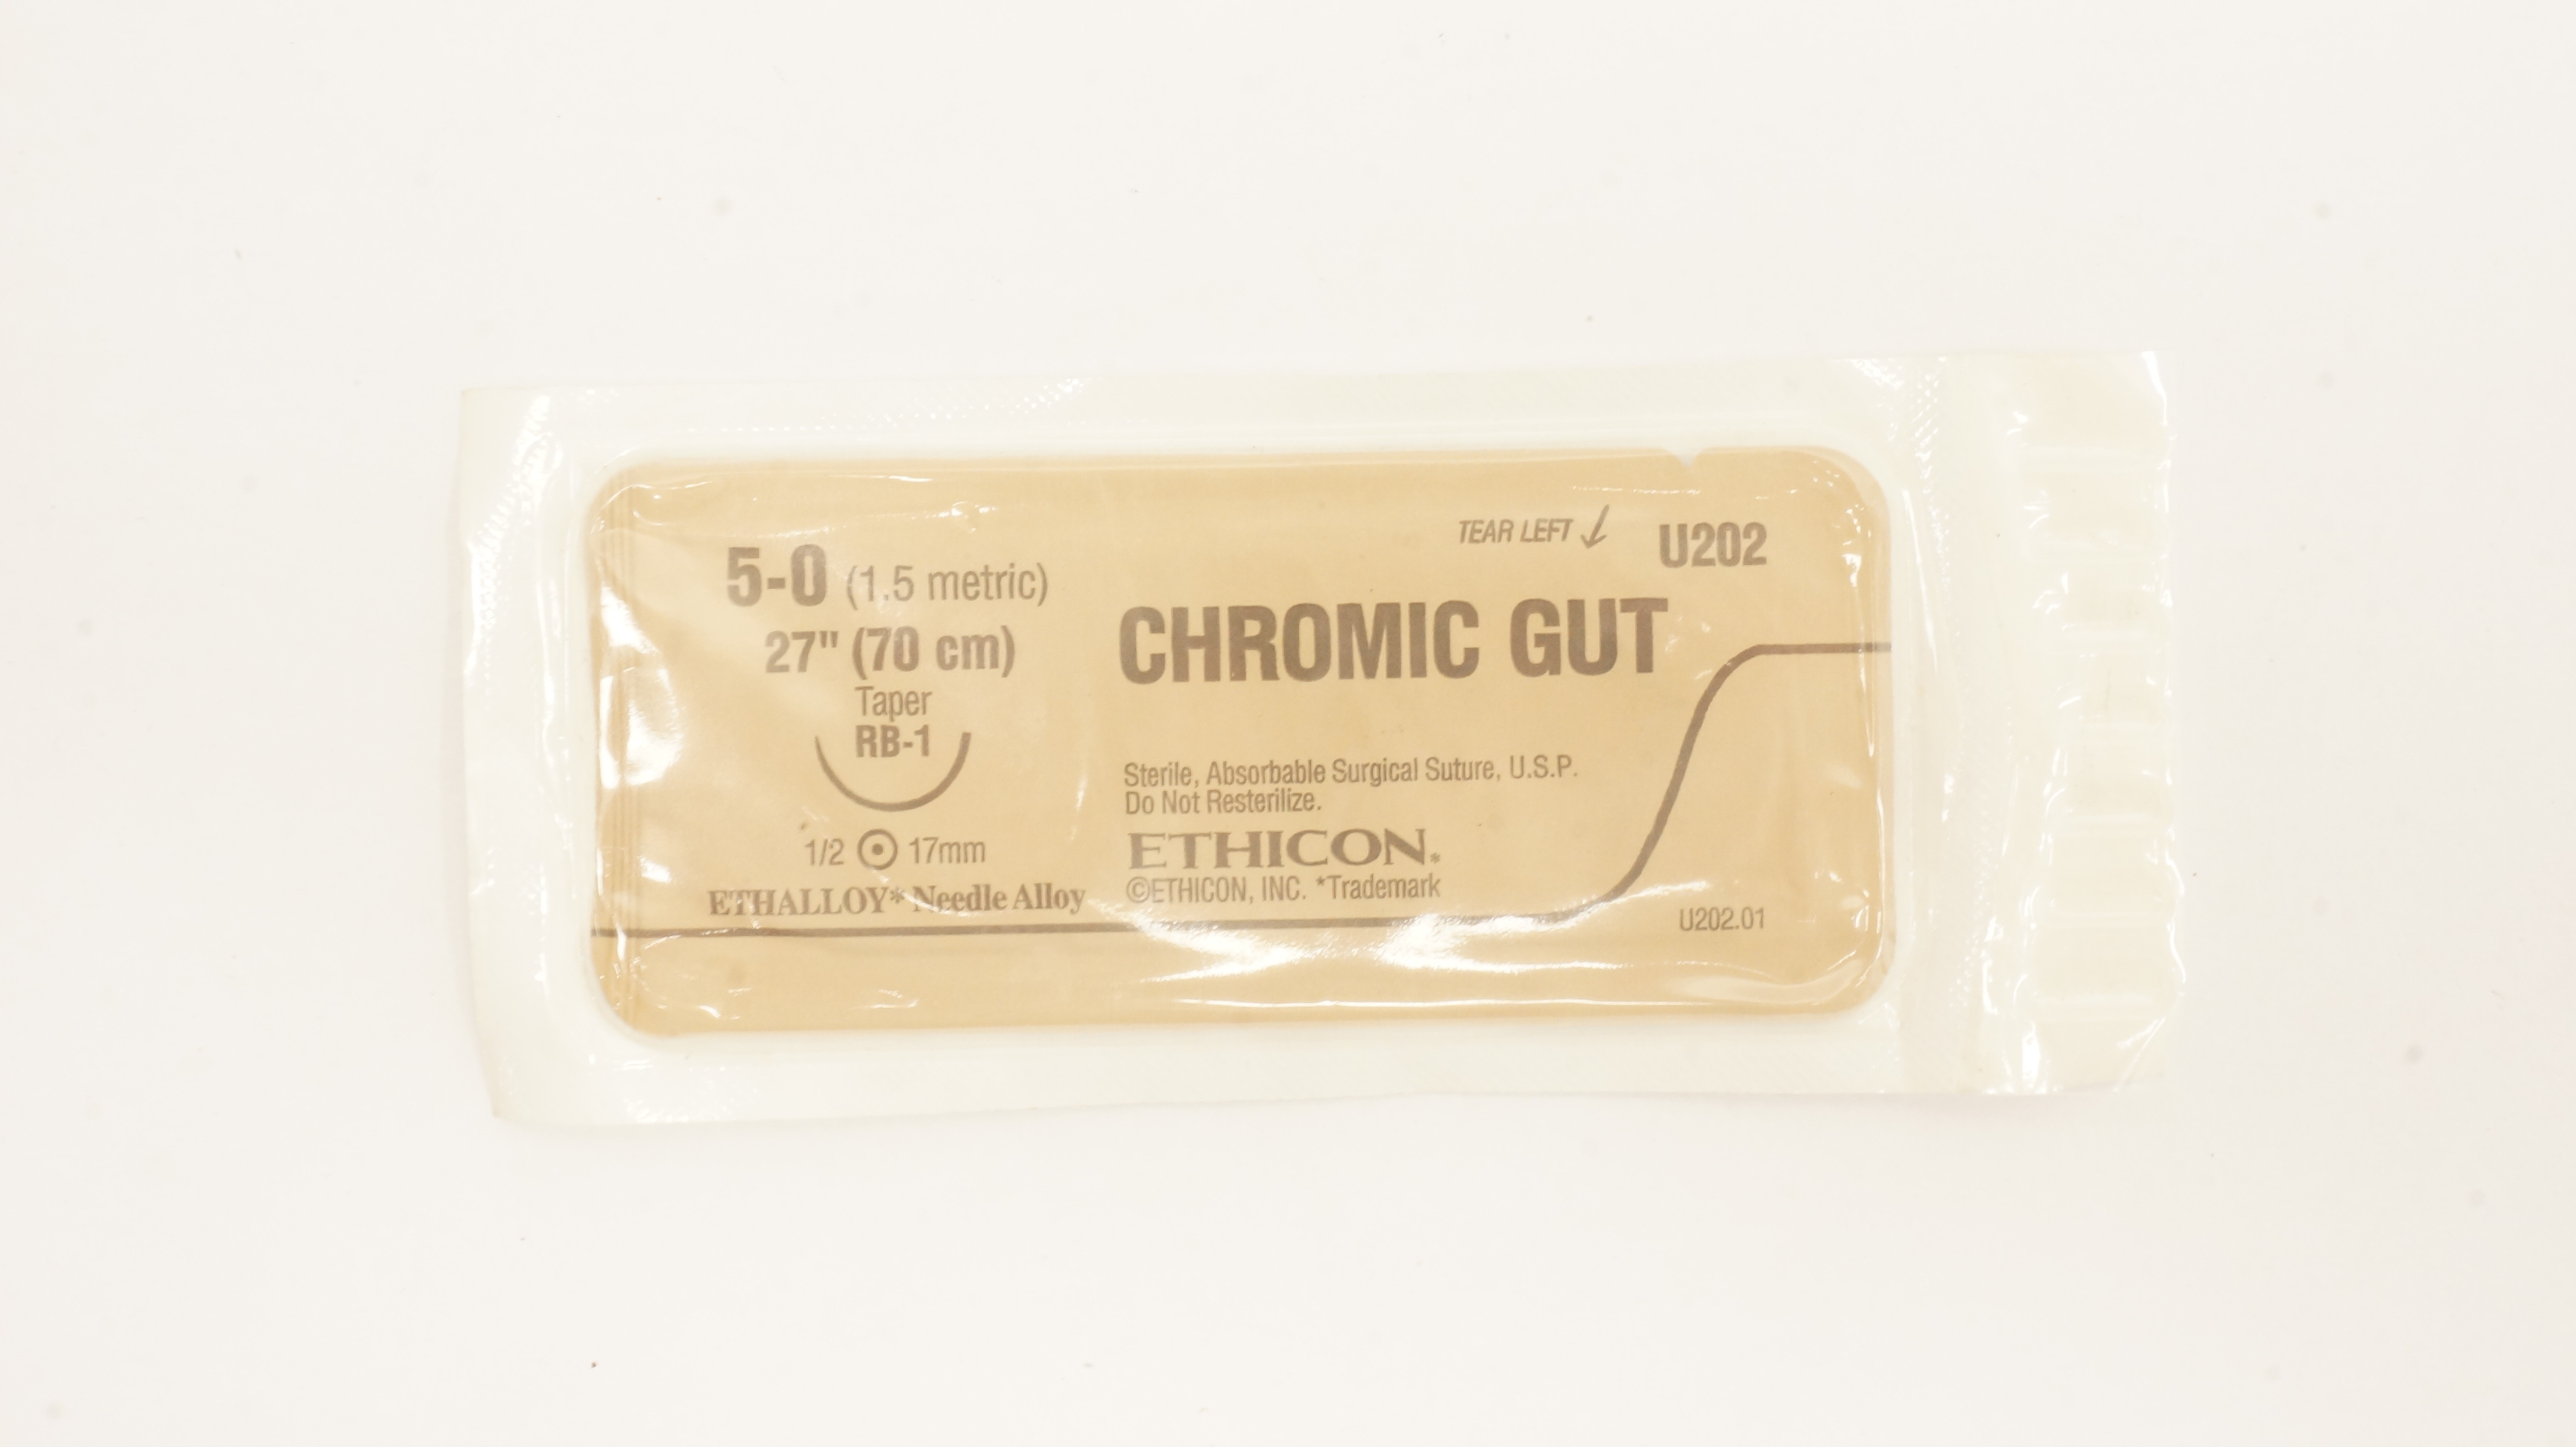 5-0 (1.5 metric)
27" (70 cm)
Taper
RB-1
1/2 17mm
ETHALLOY* Needle Alloy
TEAR LEFT
U202
CHROMIC GUT
Sterile, Absorbable Surgical Suture, U.S.P.
Do Not Resterilize.
ETHICON.*
©ETHICON, INC. *Trademark
U202.01